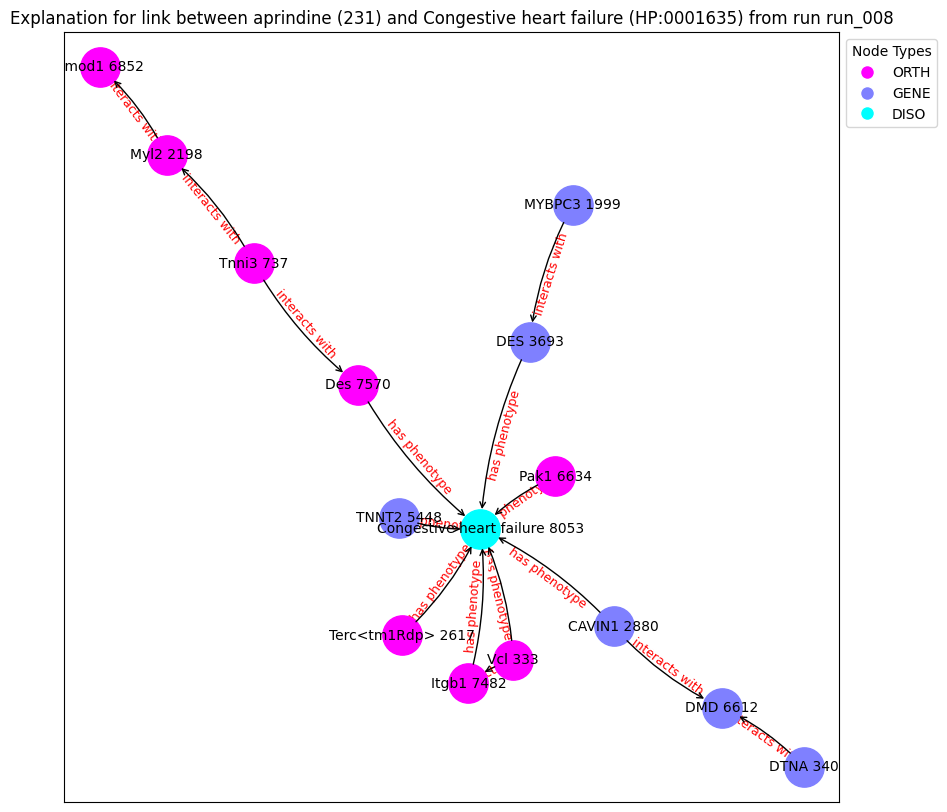 Explanation for link between aprindine (231) and Congestive heart failure (HP:0001635) from run run_008
Node Types
ORTH
GENE
DISO
mod1 6852
interacts with
Myl2 2198
interacts with
Tnni3 737
interacts with
Des 7570
has phenotype
MYBPC3 1999
interacts with
DES 3693
has phenotype
Pak1 6634
phenotype
TNNT2 5448
Congestive heart failure 8053
has phenotype
has phenotype
has phenotype
has phenotype
CAVIN1 2880
Terc<tm1Rdp> 2617
Vcl 333
Itgb1 7482
interacts with
DMD 6612
interacts with
DTNA 340